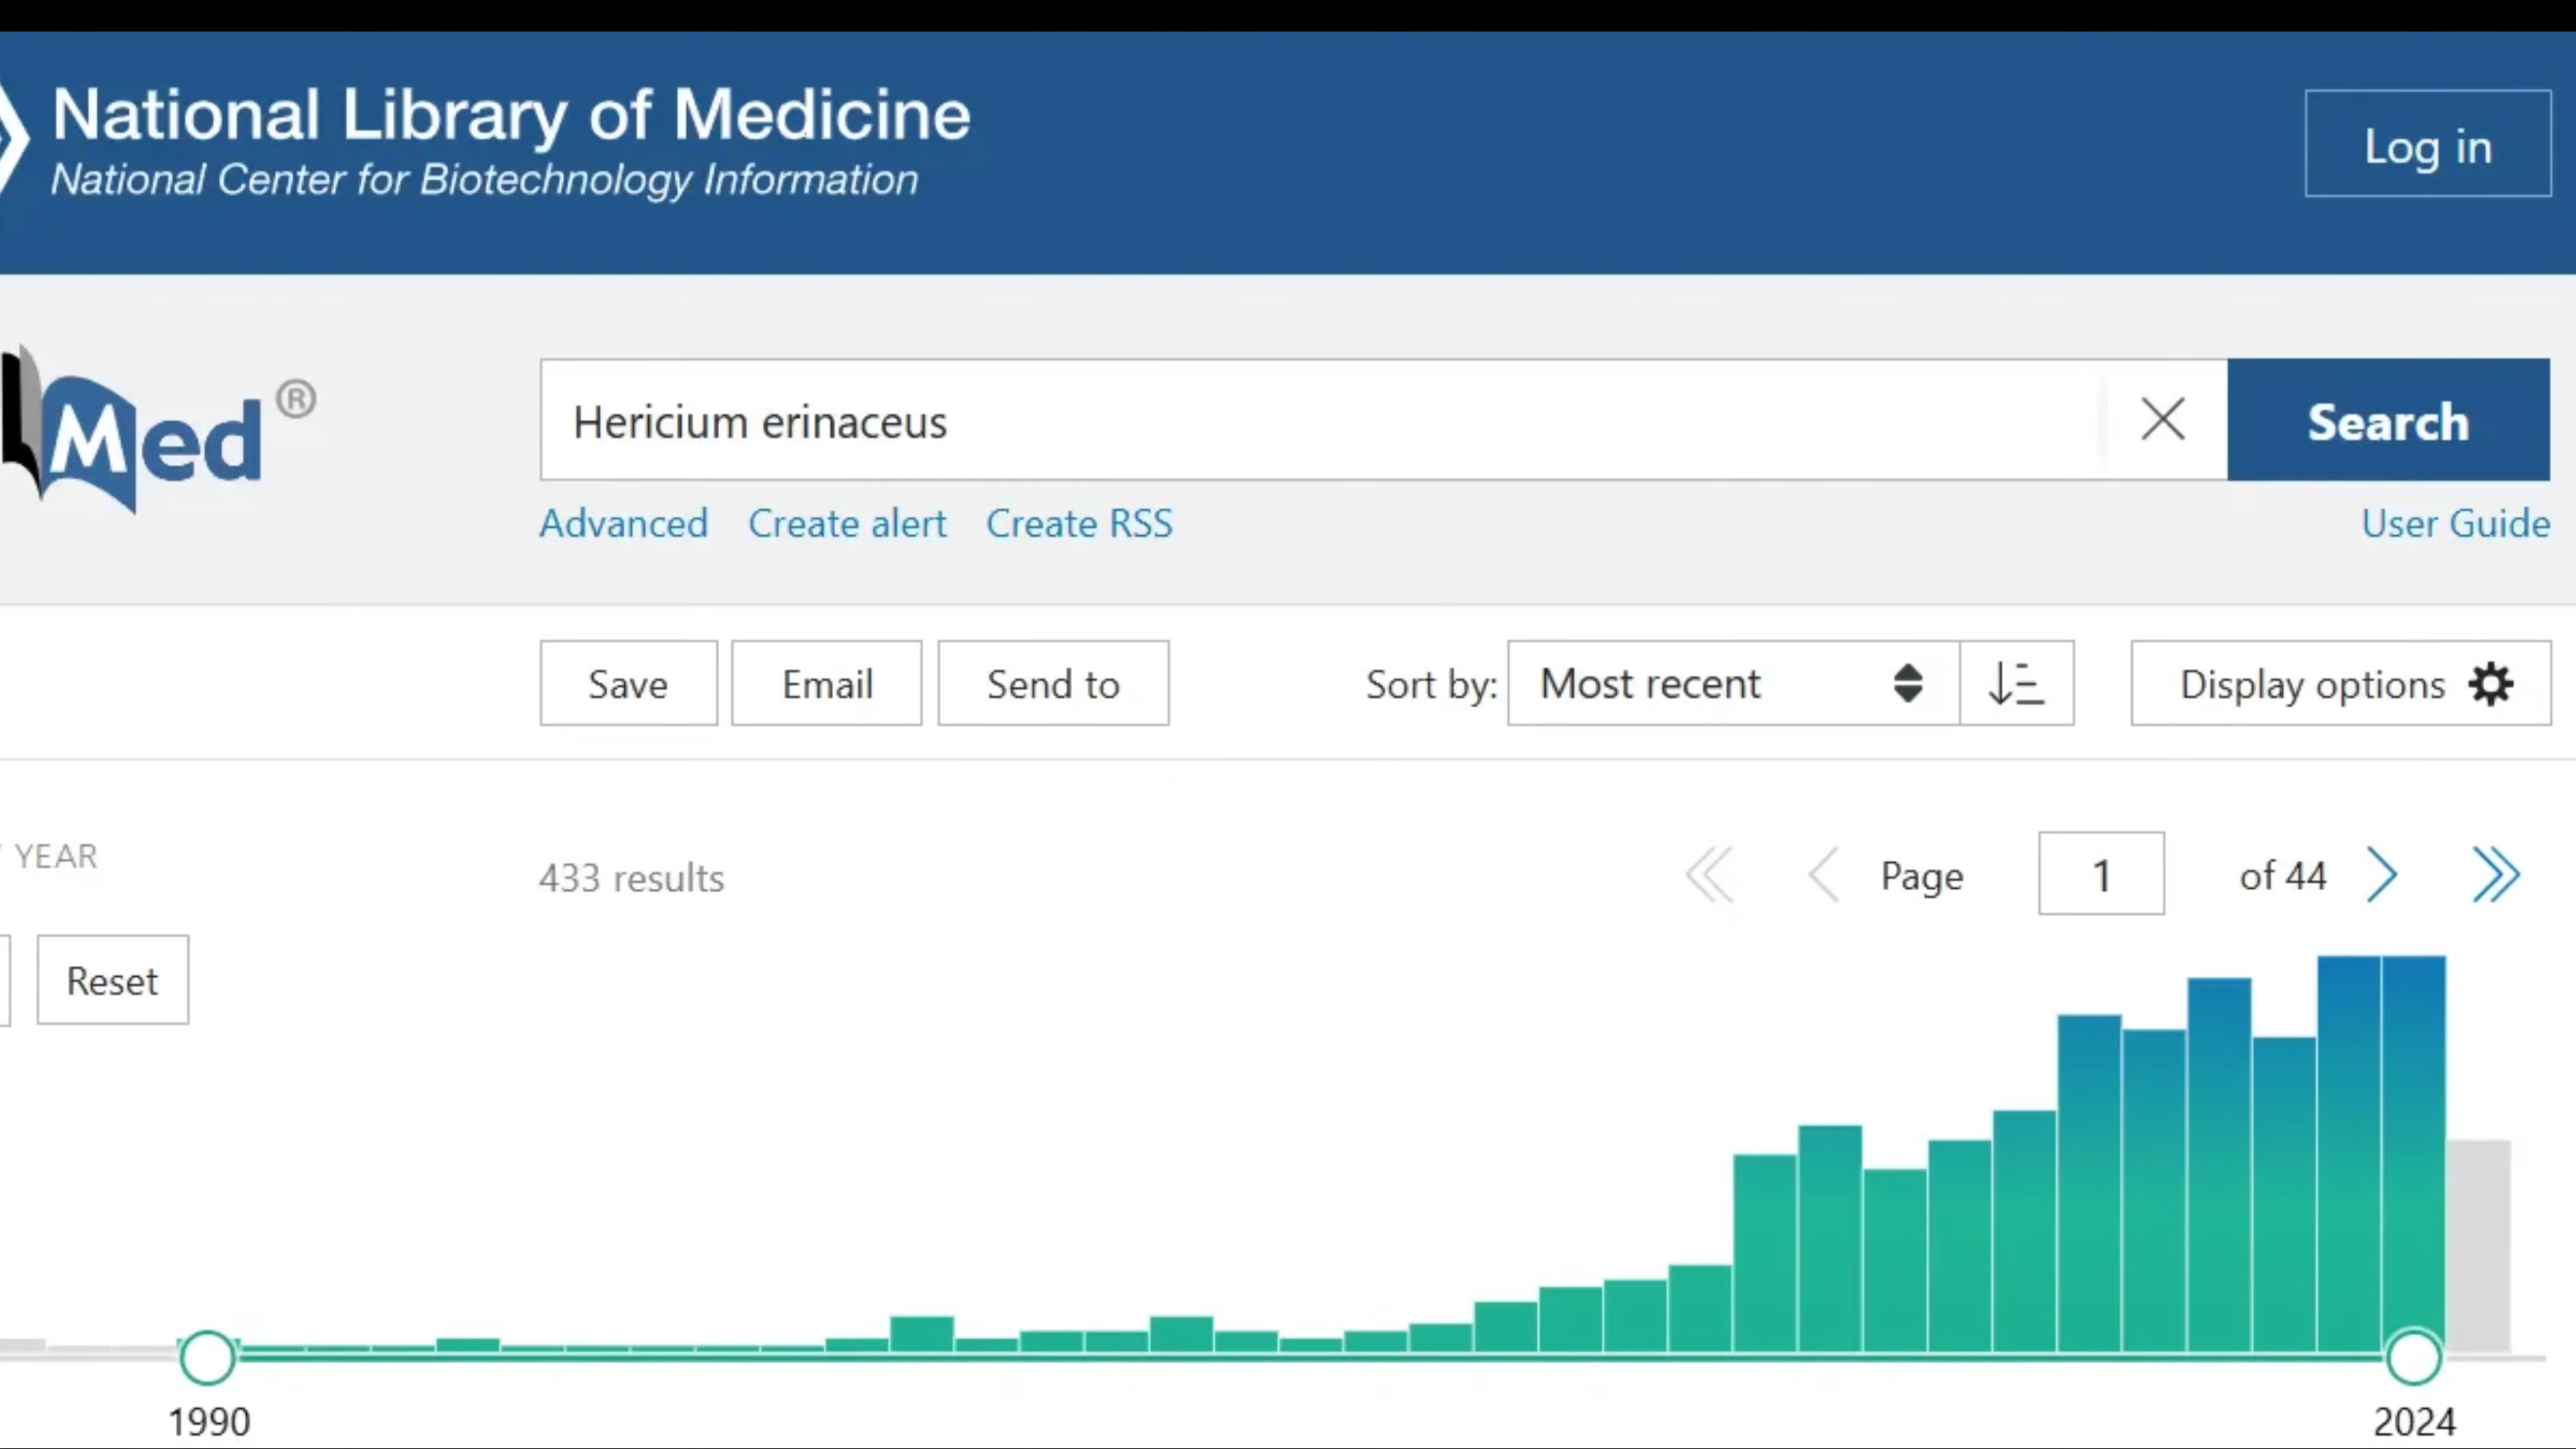 National Library of Medicine
National Center for Biotechnology Information
Log in
Med®
Hericium erinaceus
Search
Advanced Create alert Create RSS
User Guide
Save Email Send to
Sort by: Most recent
Display options
YEAR
433 results
Page 1 of 44
Reset
1990
2024